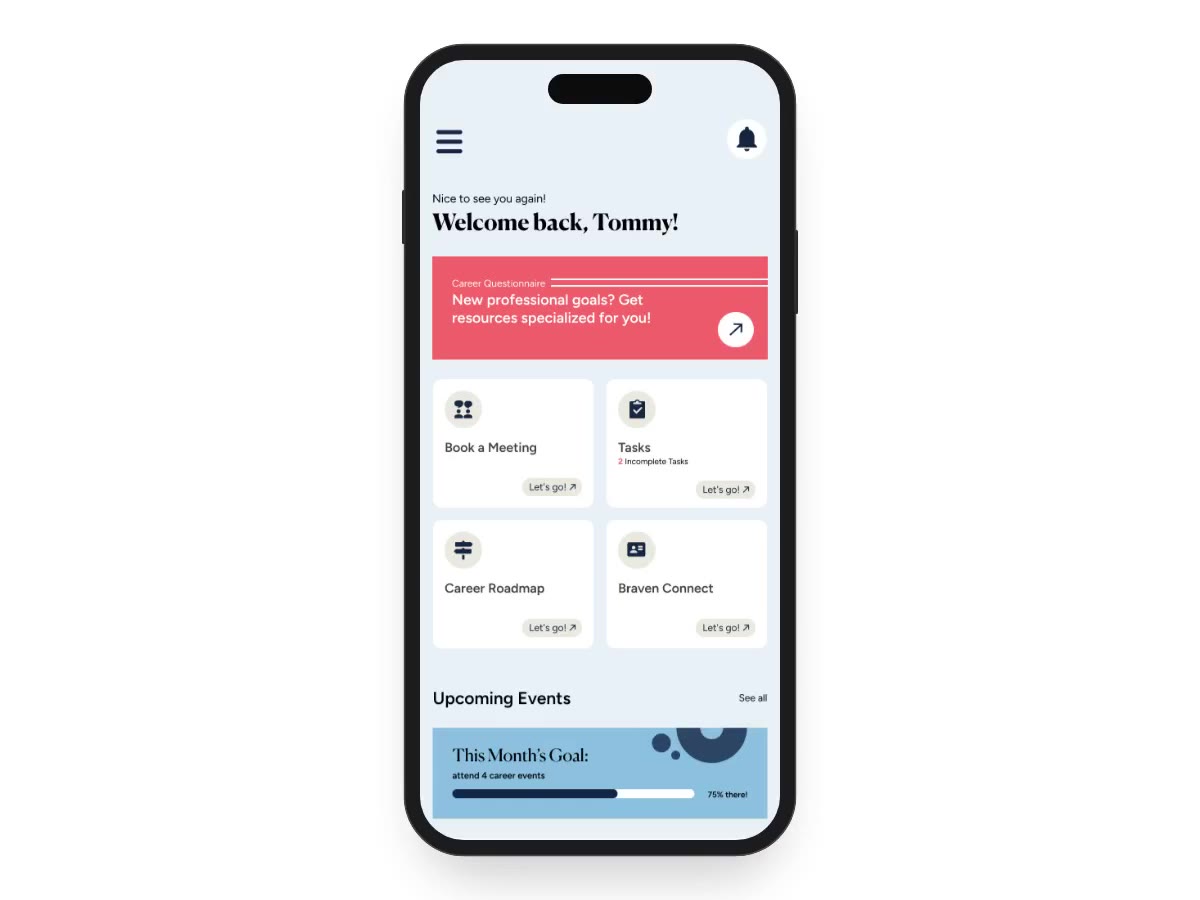 Nice to see you again!
Welcome back, Tommy!
Career Questionnaire
New professional goals? Get
resources specialized for you!
Book a Meeting
Let's go!
Tasks
2 Incomplete Tasks
Let's go!
Career Roadmap
Let's go!
Braven Connect
Let's go!
Upcoming Events
See all
This Month's Goal:
attend 4 career events
75% there!